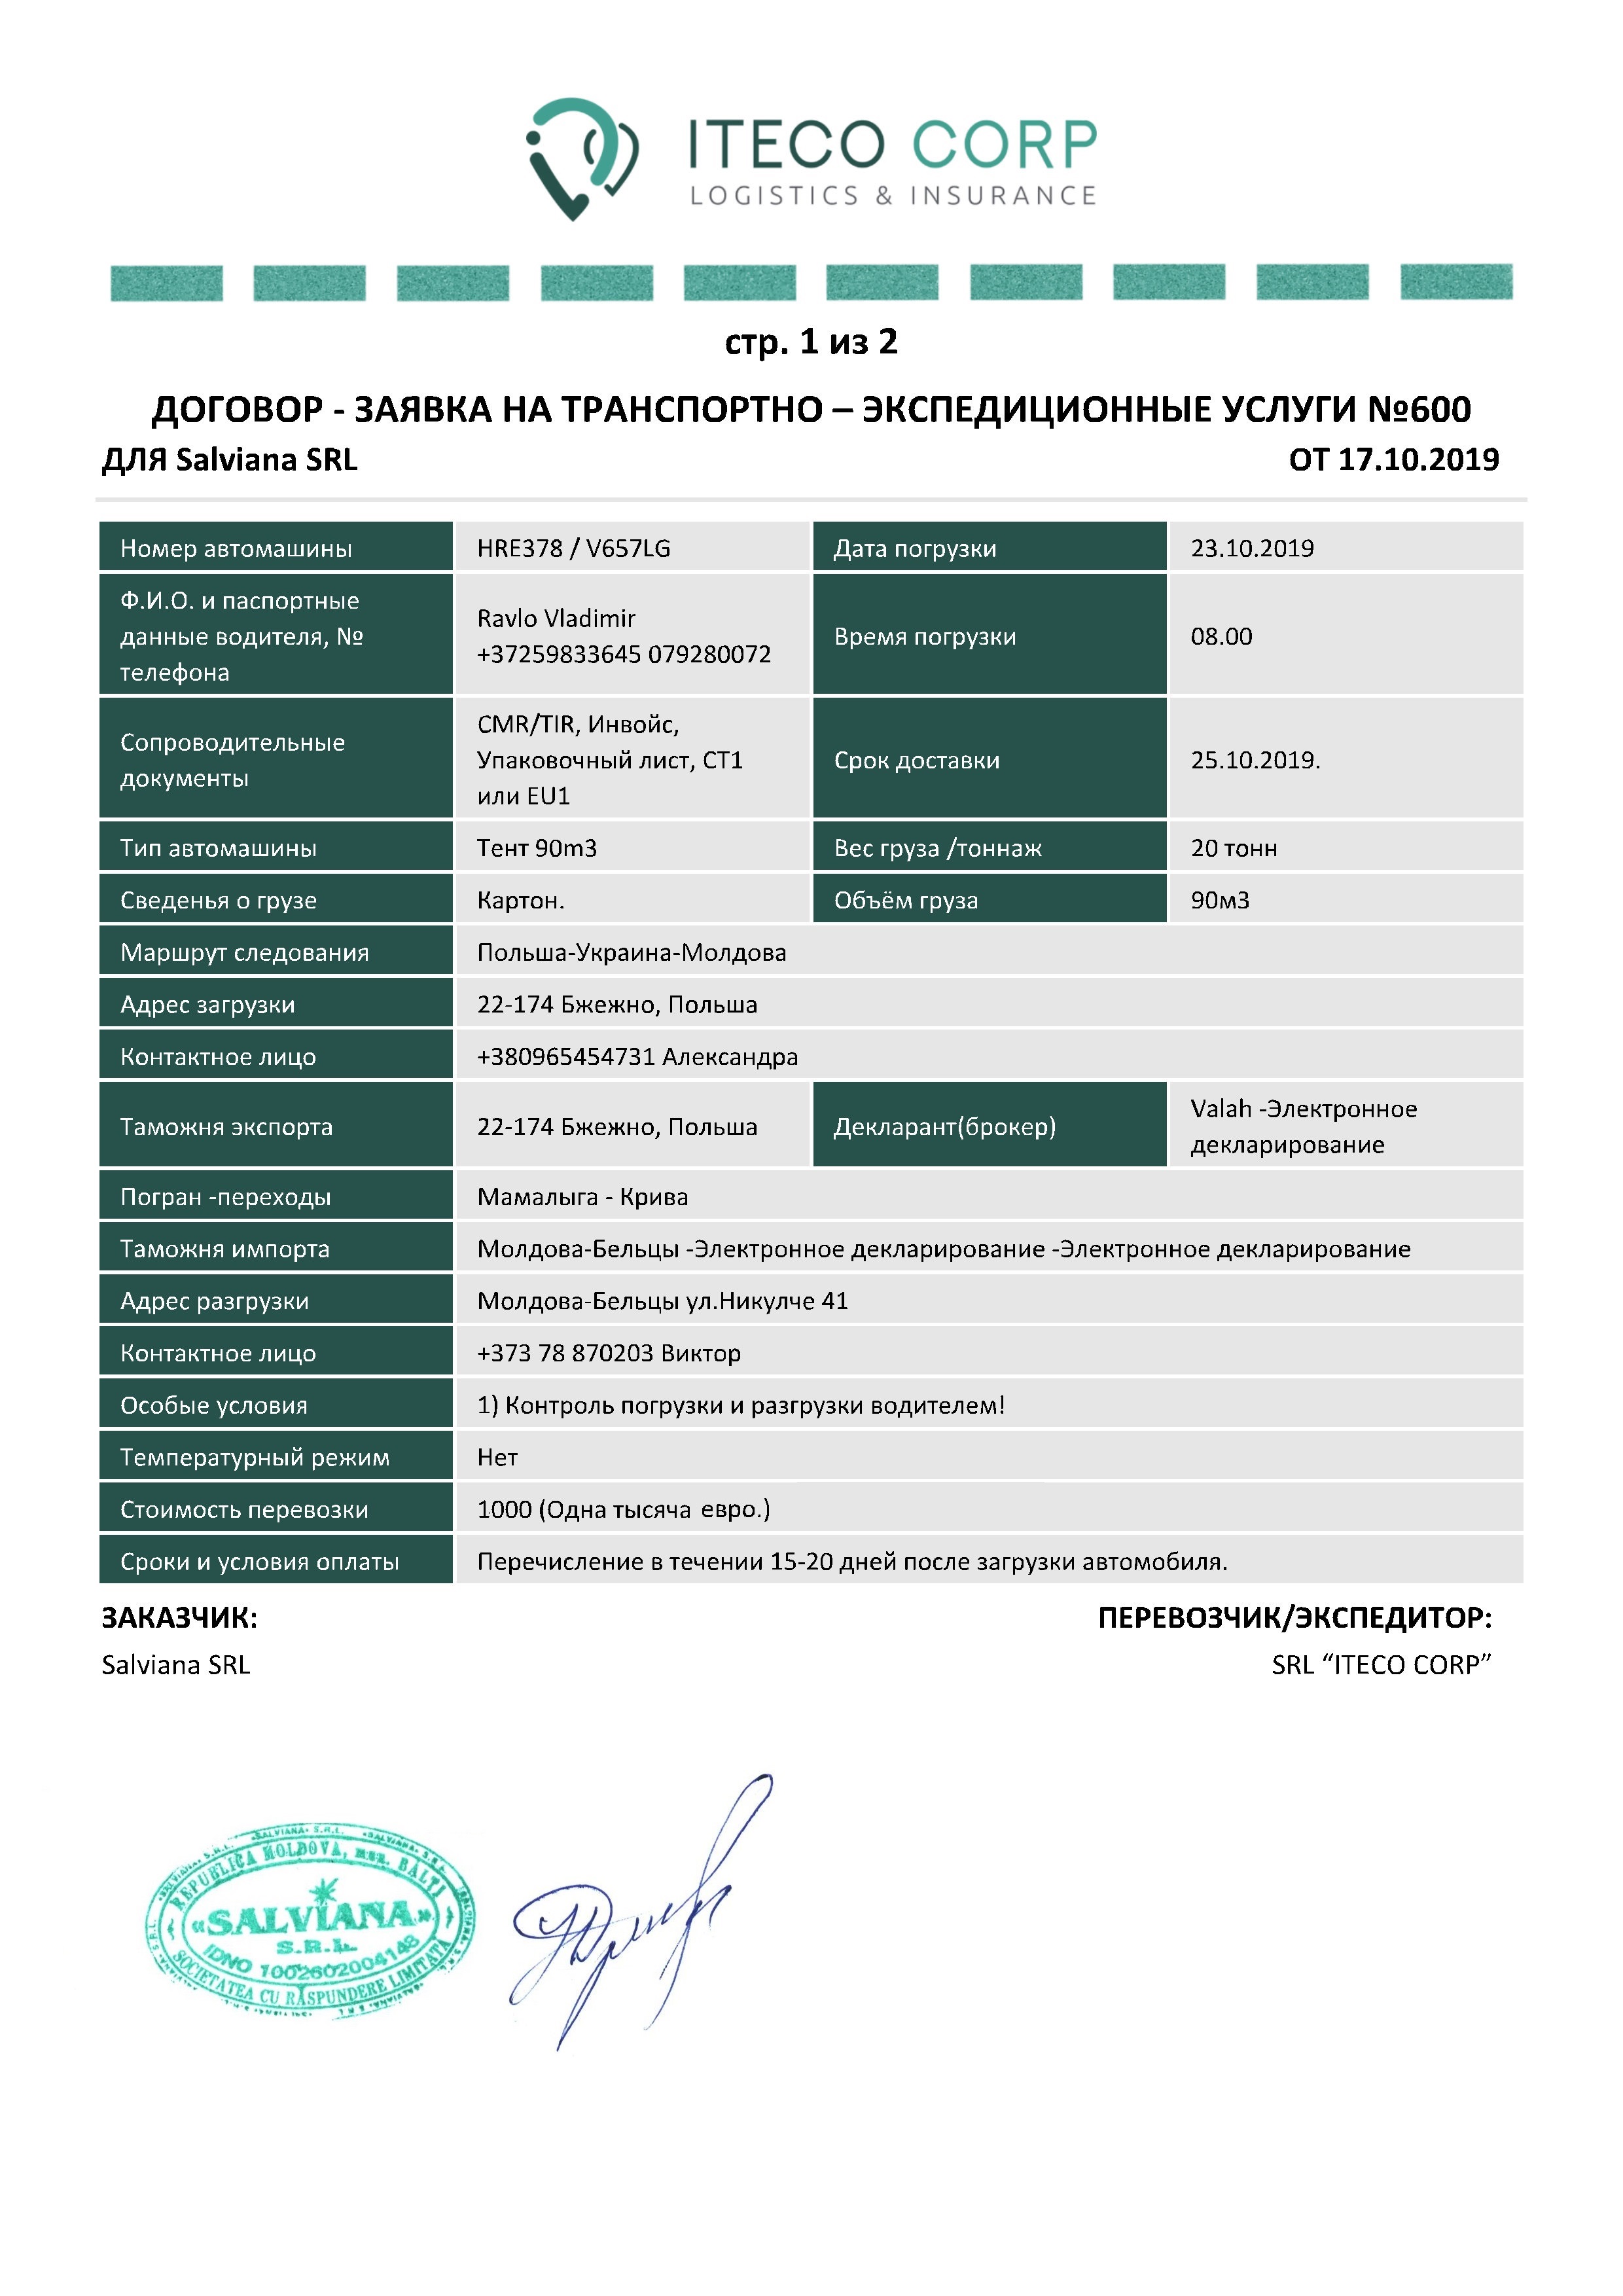 ITECO CORP
LOGISTICS & INSURANCE
стр. 1 из 2
ДОГОВОР - ЗАЯВКА НА ТРАНСПОРТНО – ЭКСПЕДИЦИОННЫЕ УСЛУГИ №600
ДЛЯ Salviana SRL ОТ 17.10.2019
Номер автомашины HRE378 / V657LG Дата погрузки 23.10.2019
Ф.И.О. и паспортные
данные водителя, №
телефона
Ravlo Vladimir
+37259833645 079280072
Время погрузки 08.00
Сопроводительные
документы
CMR/TIR, Инвойс,
Упаковочный лист, СТ1
или EU1
Срок доставки 25.10.2019.
Тип автомашины Тент 90m3 Вес груза /тоннаж 20 тонн
Сведенья о грузе Картон. Объём груза 90м3
Маршрут следования Польша-Украина-Молдова
Адрес загрузки 22-174 Бжежно, Польша
Контактное лицо +380965454731 Александра
Таможня экспорта 22-174 Бжежно, Польша Декларант(брокер)
Valah -Электронное
декларирование
Погран -переходы Мамалыга - Крива
Таможня импорта Молдова-Бельцы -Электронное декларирование -Электронное декларирование
Адрес разгрузки Молдова-Бельцы ул.Никулче 41
Контактное лицо +373 78 870203 Виктор
Особые условия 1) Контроль погрузки и разгрузки водителем!
Температурный режим Нет
Стоимость перевозки 1000 (Одна тысяча евро.)
Сроки и условия оплаты Перечисление в течении 15-20 дней после загрузки автомобиля.
ЗАКАЗЧИК: ПЕРЕВОЗЧИК/ЭКСПЕДИТОР:
Salviana SRL SRL “ITECO CORP”
REPUBLICA MOLDOVA, mun. BĂLŢI
«SALVIANA»
S.R.L.
IDNO 1002602004148
SOCIETATEA CU RĂSPUNDERE LIMITATĂ